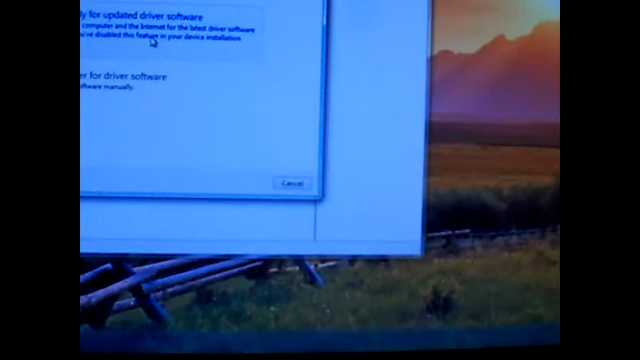 y for updated driver software
computer and the Internet for the latest driver software
u've disabled this feature in your device installation
er for driver software
oftware manually.
Cancel